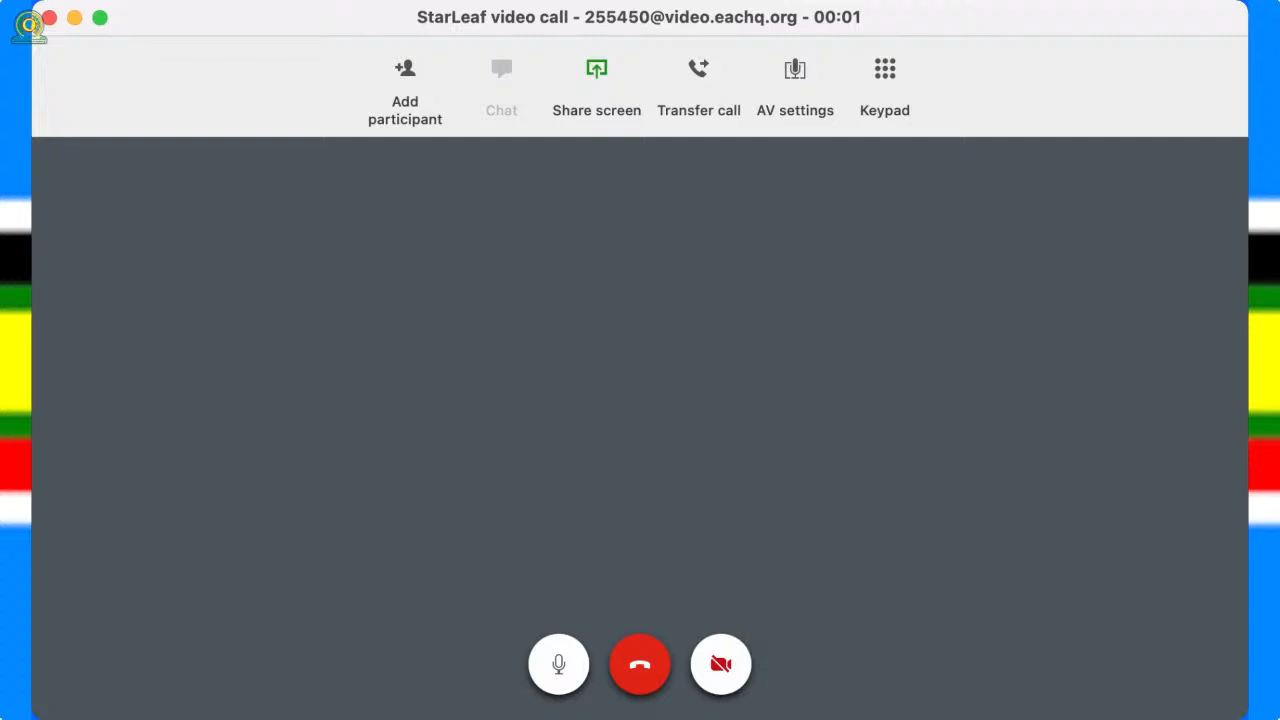 StarLeaf video call - 255450@video.eachq.org - 00:01
Add participant
Chat
Share screen
Transfer call
AV settings
Keypad